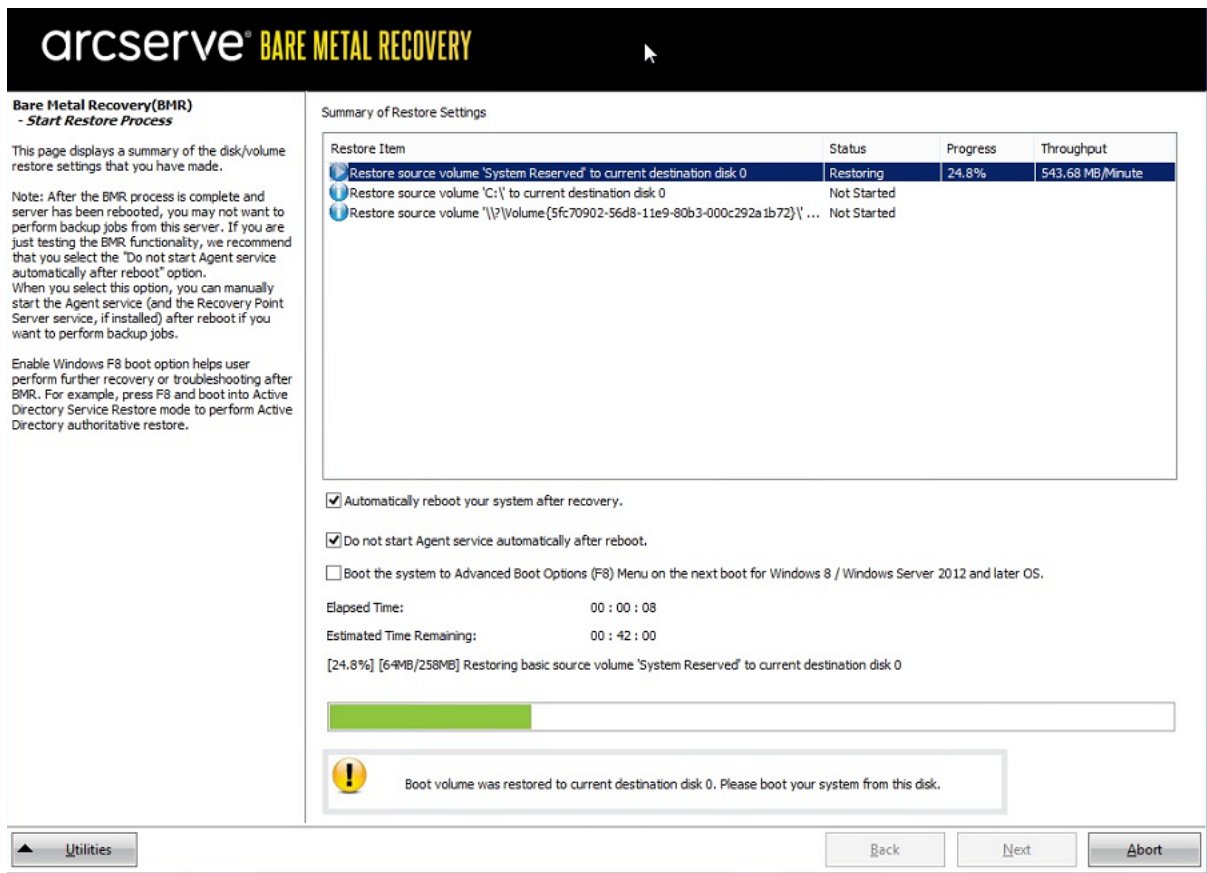 arcserve® BARE METAL RECOVERY
Bare Metal Recovery(BMR)
- Start Restore Process
This page displays a summary of the disk/volume
restore settings that you have made.
Note: After the BMR process is complete and
server has been rebooted, you may not want to
perform backup jobs from this server. If you are
just testing the BMR functionality, we recommend
that you select the "Do not start Agent service
automatically after reboot" option.
When you select this option, you can manually
start the Agent service (and the Recovery Point
Server service, if installed) after reboot if you
want to perform backup jobs.
Enable Windows F8 boot option helps user
perform further recovery or troubleshooting after
BMR. For example, press F8 and boot into Active
Directory Service Restore mode to perform Active
Directory authoritative restore.
Summary of Restore Settings
Restore Item Status Progress Throughput
Restore source volume 'System Reserved' to current destination disk 0 Restoring 24.8% 543.68 MB/Minute
Restore source volume 'C:\' to current destination disk 0 Not Started
Restore source volume '\\?\Volume{5fc70902-56d8-11e9-80b3-000c292a1b72}\' ... Not Started
Automatically reboot your system after recovery.
Do not start Agent service automatically after reboot.
Boot the system to Advanced Boot Options (F8) Menu on the next boot for Windows 8 / Windows Server 2012 and later OS.
Elapsed Time: 00 : 00 : 08
Estimated Time Remaining: 00 : 42 : 00
[24.8%] [64MB/258MB] Restoring basic source volume 'System Reserved' to current destination disk 0
Boot volume was restored to current destination disk 0. Please boot your system from this disk.
Utilities Back Next Abort